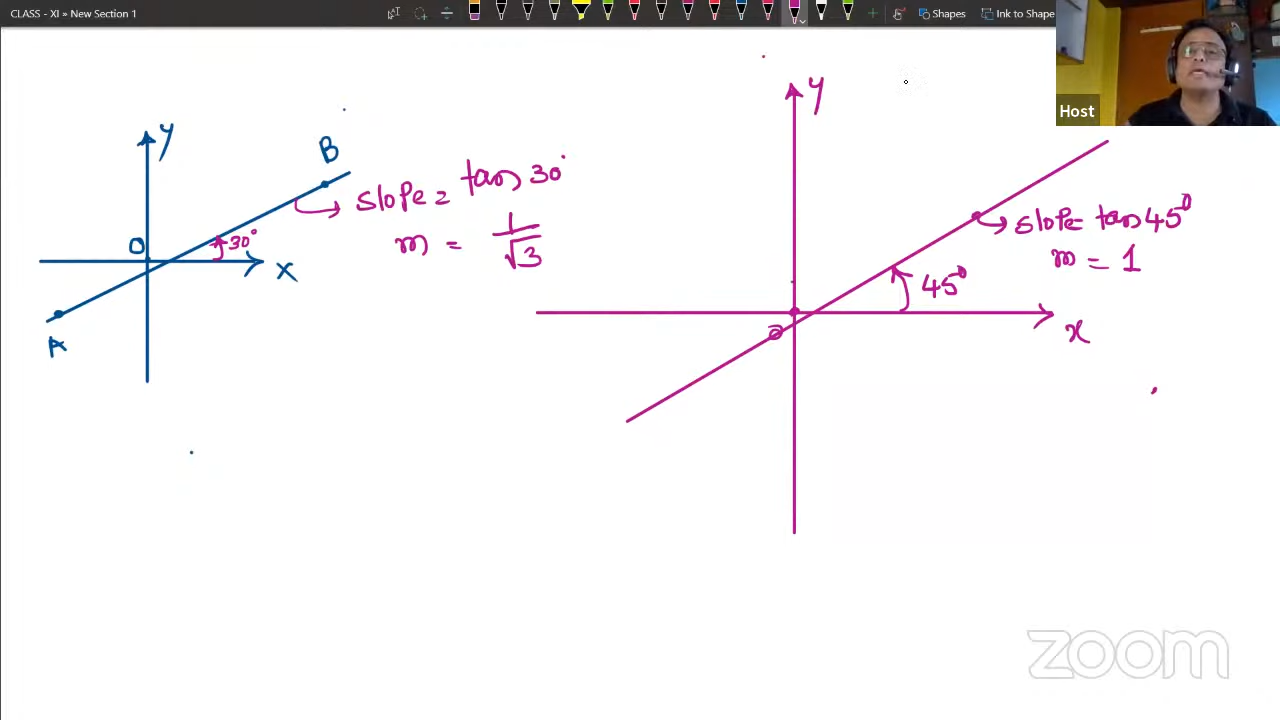 CLASS - XI » New Section 1
Shapes
Ink to Shape
Host
y
B
slope = tan 30°
m = 1/√3
O
30°
X
A
y
slope = tan 45°
m = 1
45°
O
x
zoom